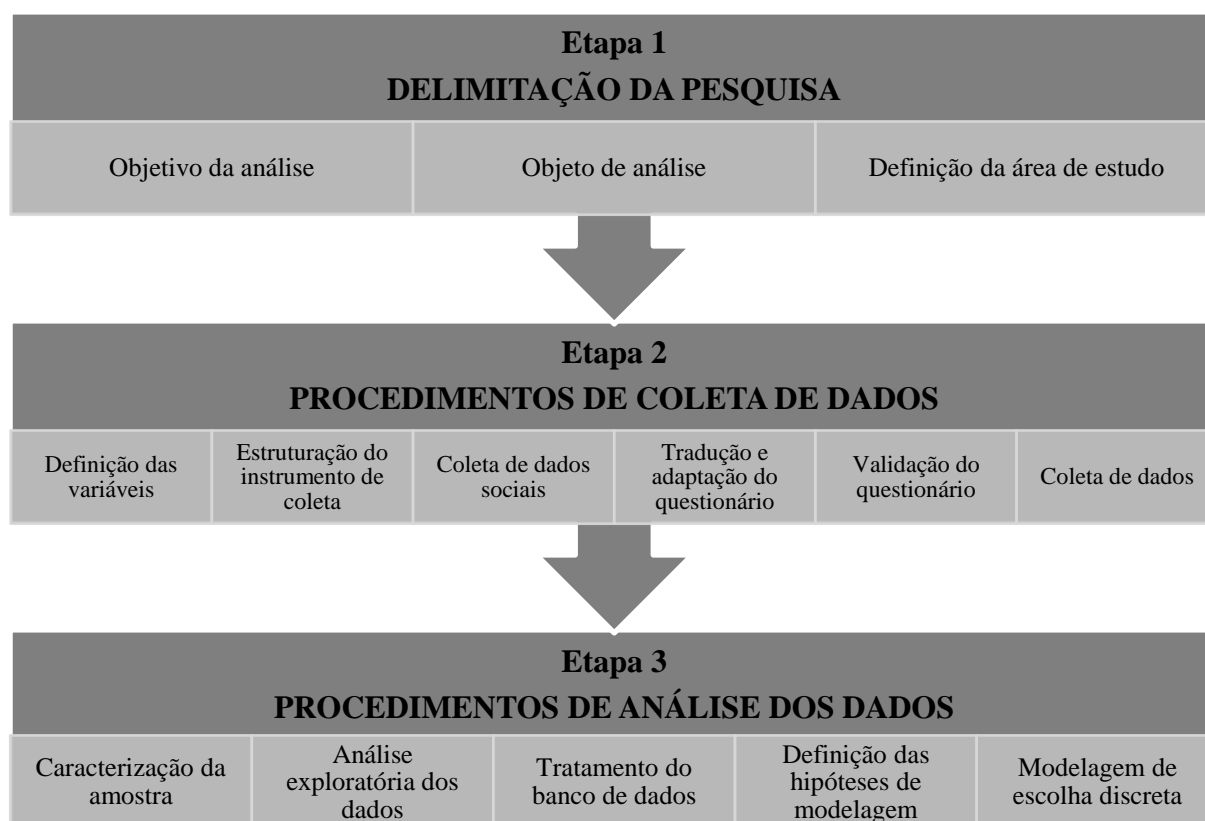 Etapa 1
DELIMITAÇÃO DA PESQUISA
Objetivo da análise
Objeto de análise
Definição da área de estudo
Etapa 2
PROCEDIMENTOS DE COLETA DE DADOS
Definição das
variáveis
Estruturação do
instrumento de
coleta
Coleta de dados
sociais
Tradução e
adaptação do
questionário
Validação do
questionário
Coleta de dados
Etapa 3
PROCEDIMENTOS DE ANÁLISE DOS DADOS
Caracterização da
amostra
Análise
exploratória dos
dados
Tratamento do
banco de dados
Definição das
hipóteses de
modelagem
Modelagem de
escolha discreta